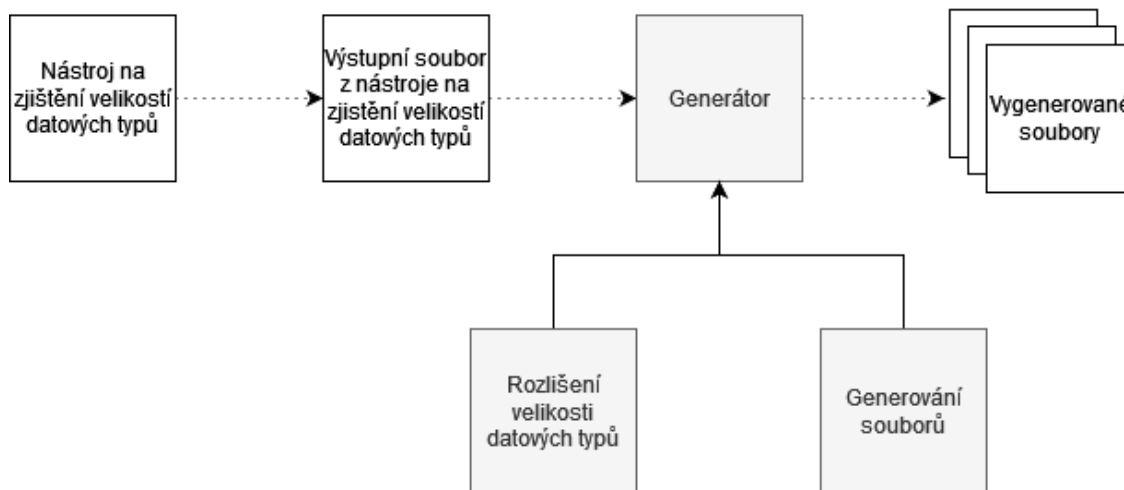 Nástroj na
zjištění velikostí
datových typů
Výstupní soubor
z nástroje na
zjistění velikostí
datových typů
Generátor
Vygenerované
soubory
Rozlišení
velikosti
datových typů
Generování
souborů